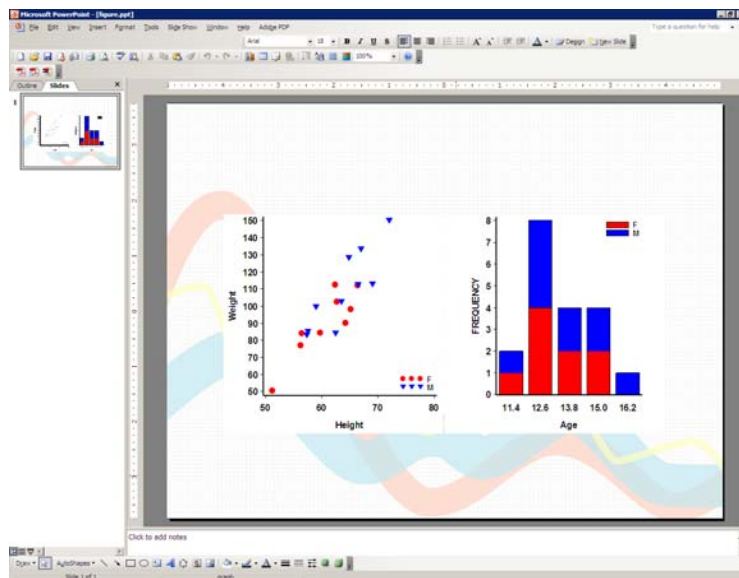 Microsoft PowerPoint - [figure.ppt]
File Edit View Insert Format Tools Slide Show Window Help Adobe PDF
Type a question for help
Arial 18 B I U S Design New Slide
100%
Outline Slides
1
150
140
130
120
110
100
90
80
70
60
50
Weight
50 60 70 80
Height
F
M
8
7
6
5
4
3
2
1
0
FREQUENCY
11.4 12.6 13.8 15.0 16.2
Age
F
M
Click to add notes
Draw AutoShapes
Slide 1 of 1